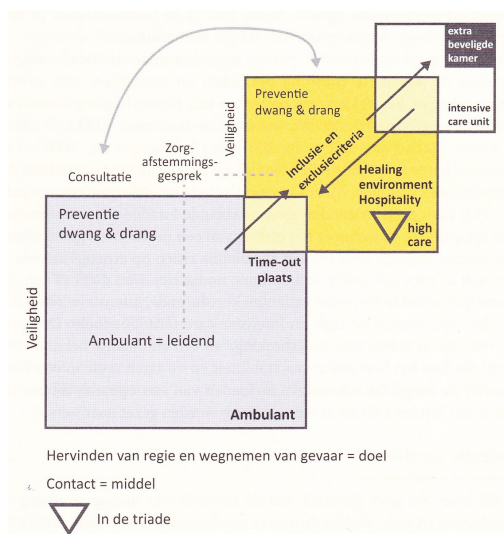 extra
beveiligde
kamer
intensive
care unit
Preventie
dwang & drang
Veiligheid
Inclusie- en
exclusiecriteria
Healing
environment
Hospitality
high
care
Zorg-
afstemmings-
gesprek
Consultatie
Preventie
dwang & drang
Time-out
plaats
Veiligheid
Ambulant = leidend
Ambulant
Hervinden van regie en wegnemen van gevaar = doel
Contact = middel
In de triade